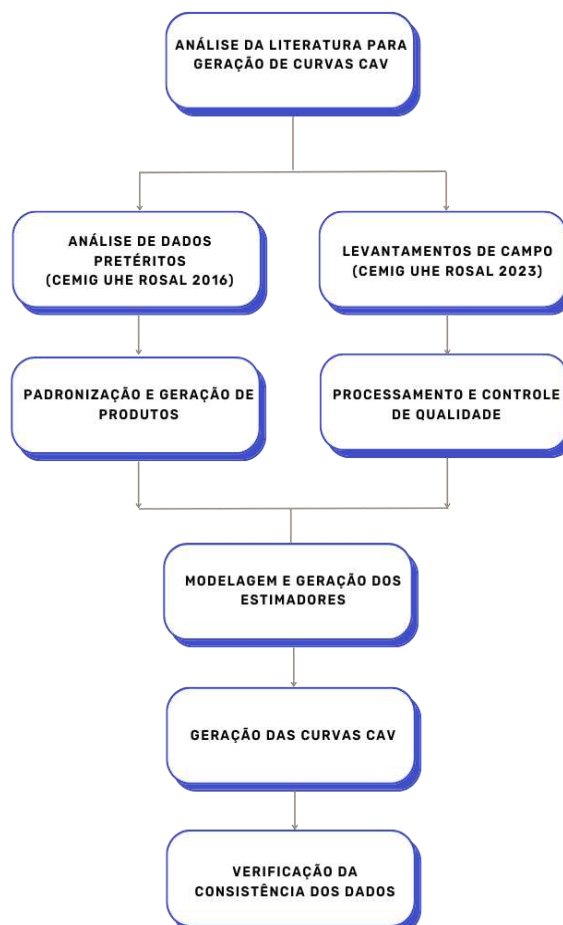 ANÁLISE DA LITERATURA PARA
GERAÇÃO DE CURVAS CAV
ANÁLISE DE DADOS
PRETÉRITOS
(CEMIG UHE ROSAL 2016)
LEVANTAMENTOS DE CAMPO
(CEMIG UHE ROSAL 2023)
PADRONIZAÇÃO E GERAÇÃO DE
PRODUTOS
PROCESSAMENTO E CONTROLE
DE QUALIDADE
MODELAGEM E GERAÇÃO DOS
ESTIMADORES
GERAÇÃO DAS CURVAS CAV
VERIFICAÇÃO DA
CONSISTÊNCIA DOS DADOS